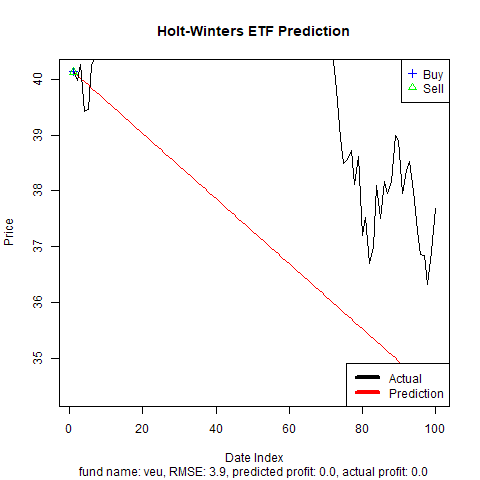 Holt-Winters ETF Prediction
Buy
Sell
40
39
38
37
36
35
Price
Actual
Prediction
0
20
40
60
80
100
Date Index
fund name: veu, RMSE: 3.9, predicted profit: 0.0, actual profit: 0.0